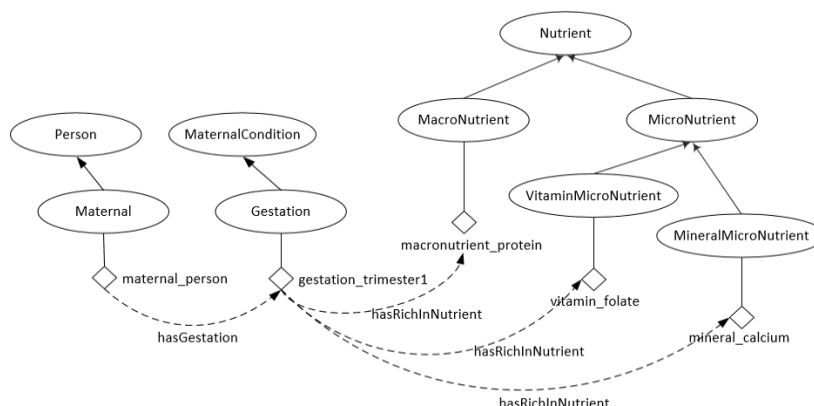 Nutrient
MacroNutrient
MicroNutrient
Person
MaternalCondition
VitaminMicroNutrient
Maternal
Gestation
MineralMicroNutrient
macronutrient_protein
maternal_person
gestation_trimester1
vitamin_folate
hasRichInNutrient
hasGestation
mineral_calcium
hasRichInNutrient
hasRichInNutrient